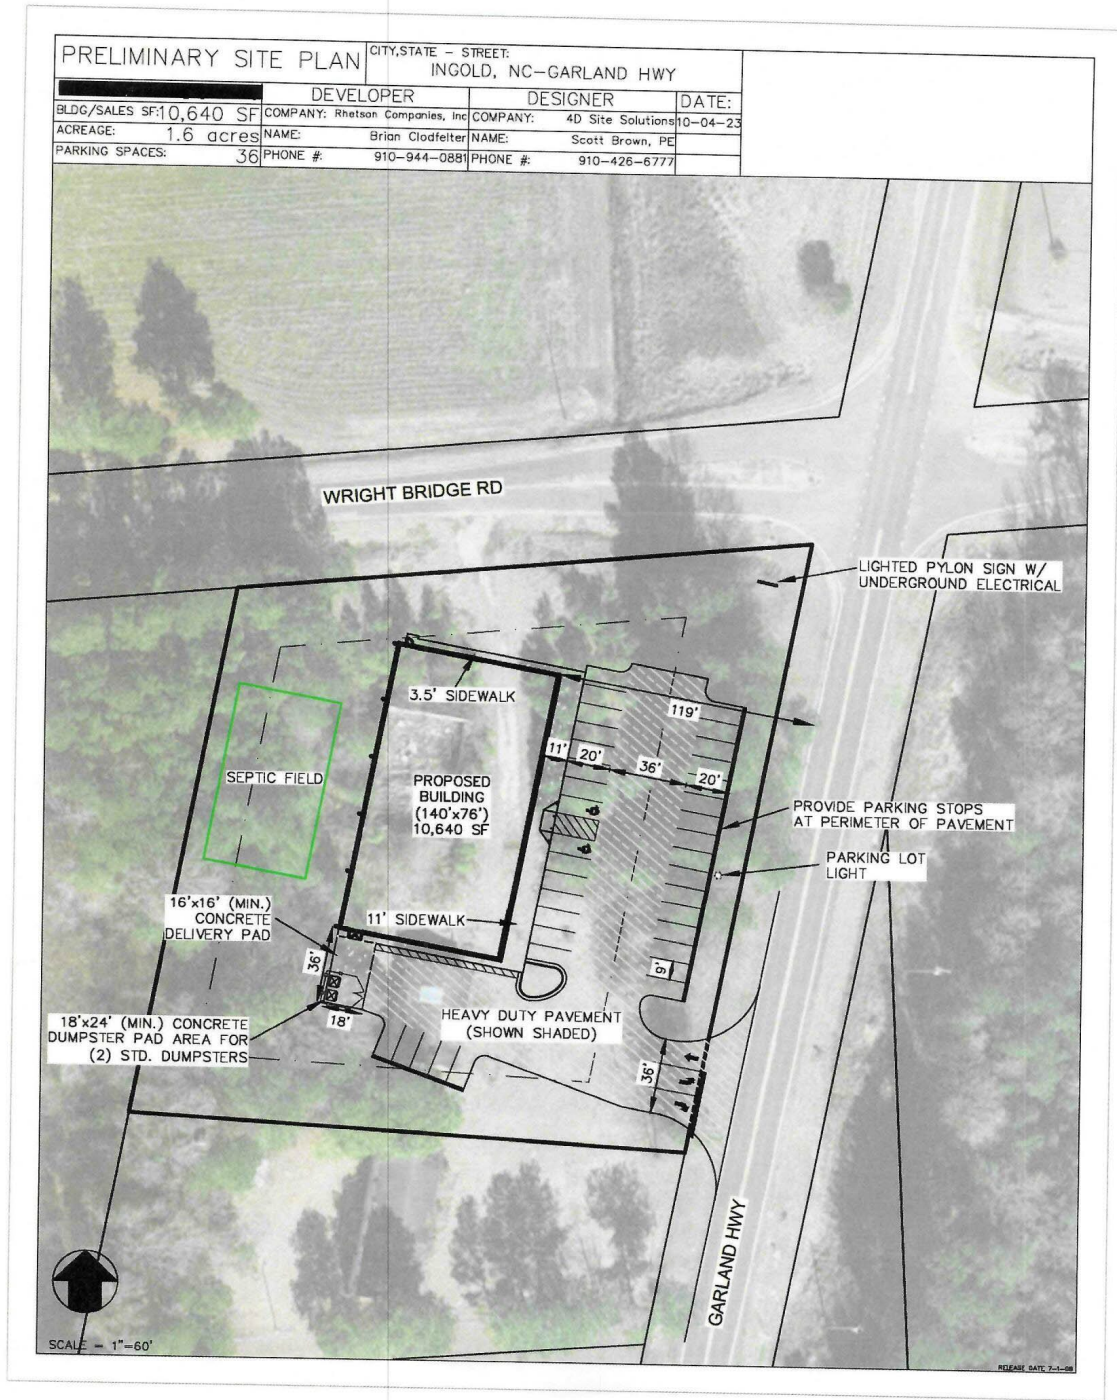 PRELIMINARY SITE PLAN
CITY,STATE – STREET:
INGOLD, NC–GARLAND HWY
DEVELOPER
DESIGNER
DATE:
BLDG/SALES SF: 10,640 SF
COMPANY: Rhetson Companies, Inc
COMPANY: 4D Site Solutions
10–04–23
ACREAGE: 1.6 acres
NAME: Brian Clodfelter
NAME: Scott Brown, PE
PARKING SPACES: 36
PHONE #: 910–944–0881
PHONE #: 910–426–6777
WRIGHT BRIDGE RD
LIGHTED PYLON SIGN W/
UNDERGROUND ELECTRICAL
3.5' SIDEWALK
119'
11'
20'
36'
20'
SEPTIC FIELD
PROPOSED
BUILDING
(140'x76')
10,640 SF
PROVIDE PARKING STOPS
AT PERIMETER OF PAVEMENT
PARKING LOT
LIGHT
16'x16' (MIN.)
CONCRETE
DELIVERY PAD
11' SIDEWALK
36'
9'
18'
HEAVY DUTY PAVEMENT
(SHOWN SHADED)
18'x24' (MIN.) CONCRETE
DUMPSTER PAD AREA FOR
(2) STD. DUMPSTERS
36'
GARLAND HWY
SCALE – 1"=60'
RELEASE DATE 7–1–08